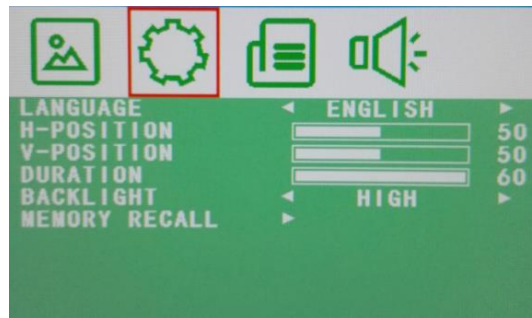 LANGUAGE ENGLISH
H-POSITION 50
V-POSITION 50
DURATION 60
BACKLIGHT HIGH
MEMORY RECALL